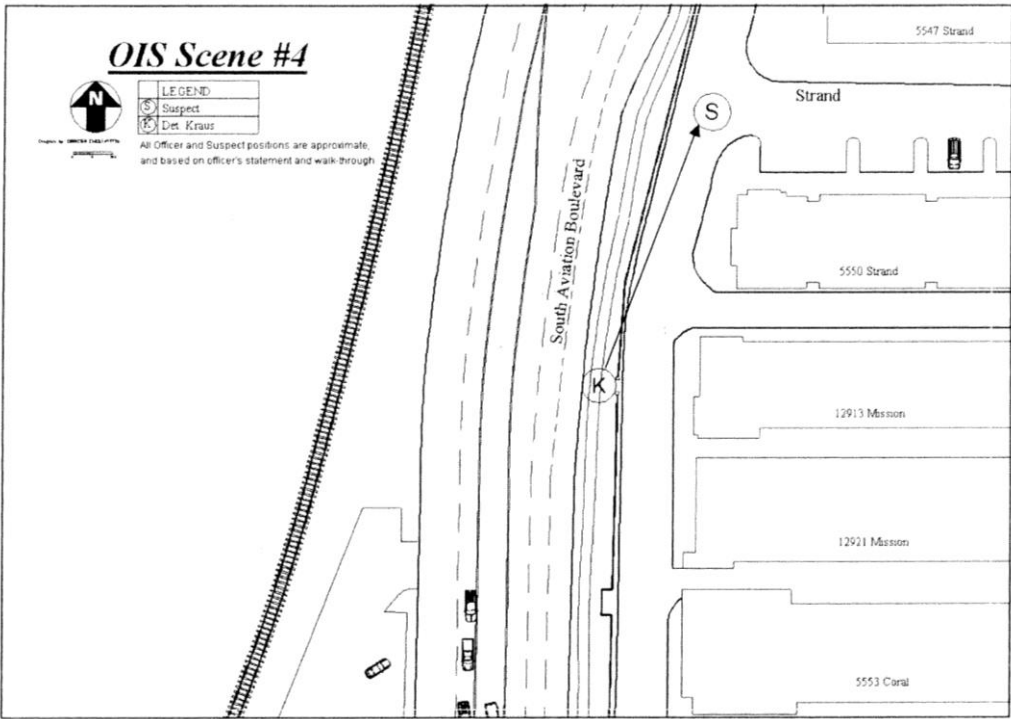 OIS Scene #4
N
LEGEND
S Suspect
K Det Kraus
All Officer and Suspect positions are approximate,
and based on officer's statement and walk-through
5547 Strand
Strand
S
South Aviation Boulevard
5550 Strand
K
12913 Mission
12921 Mission
5553 Coral